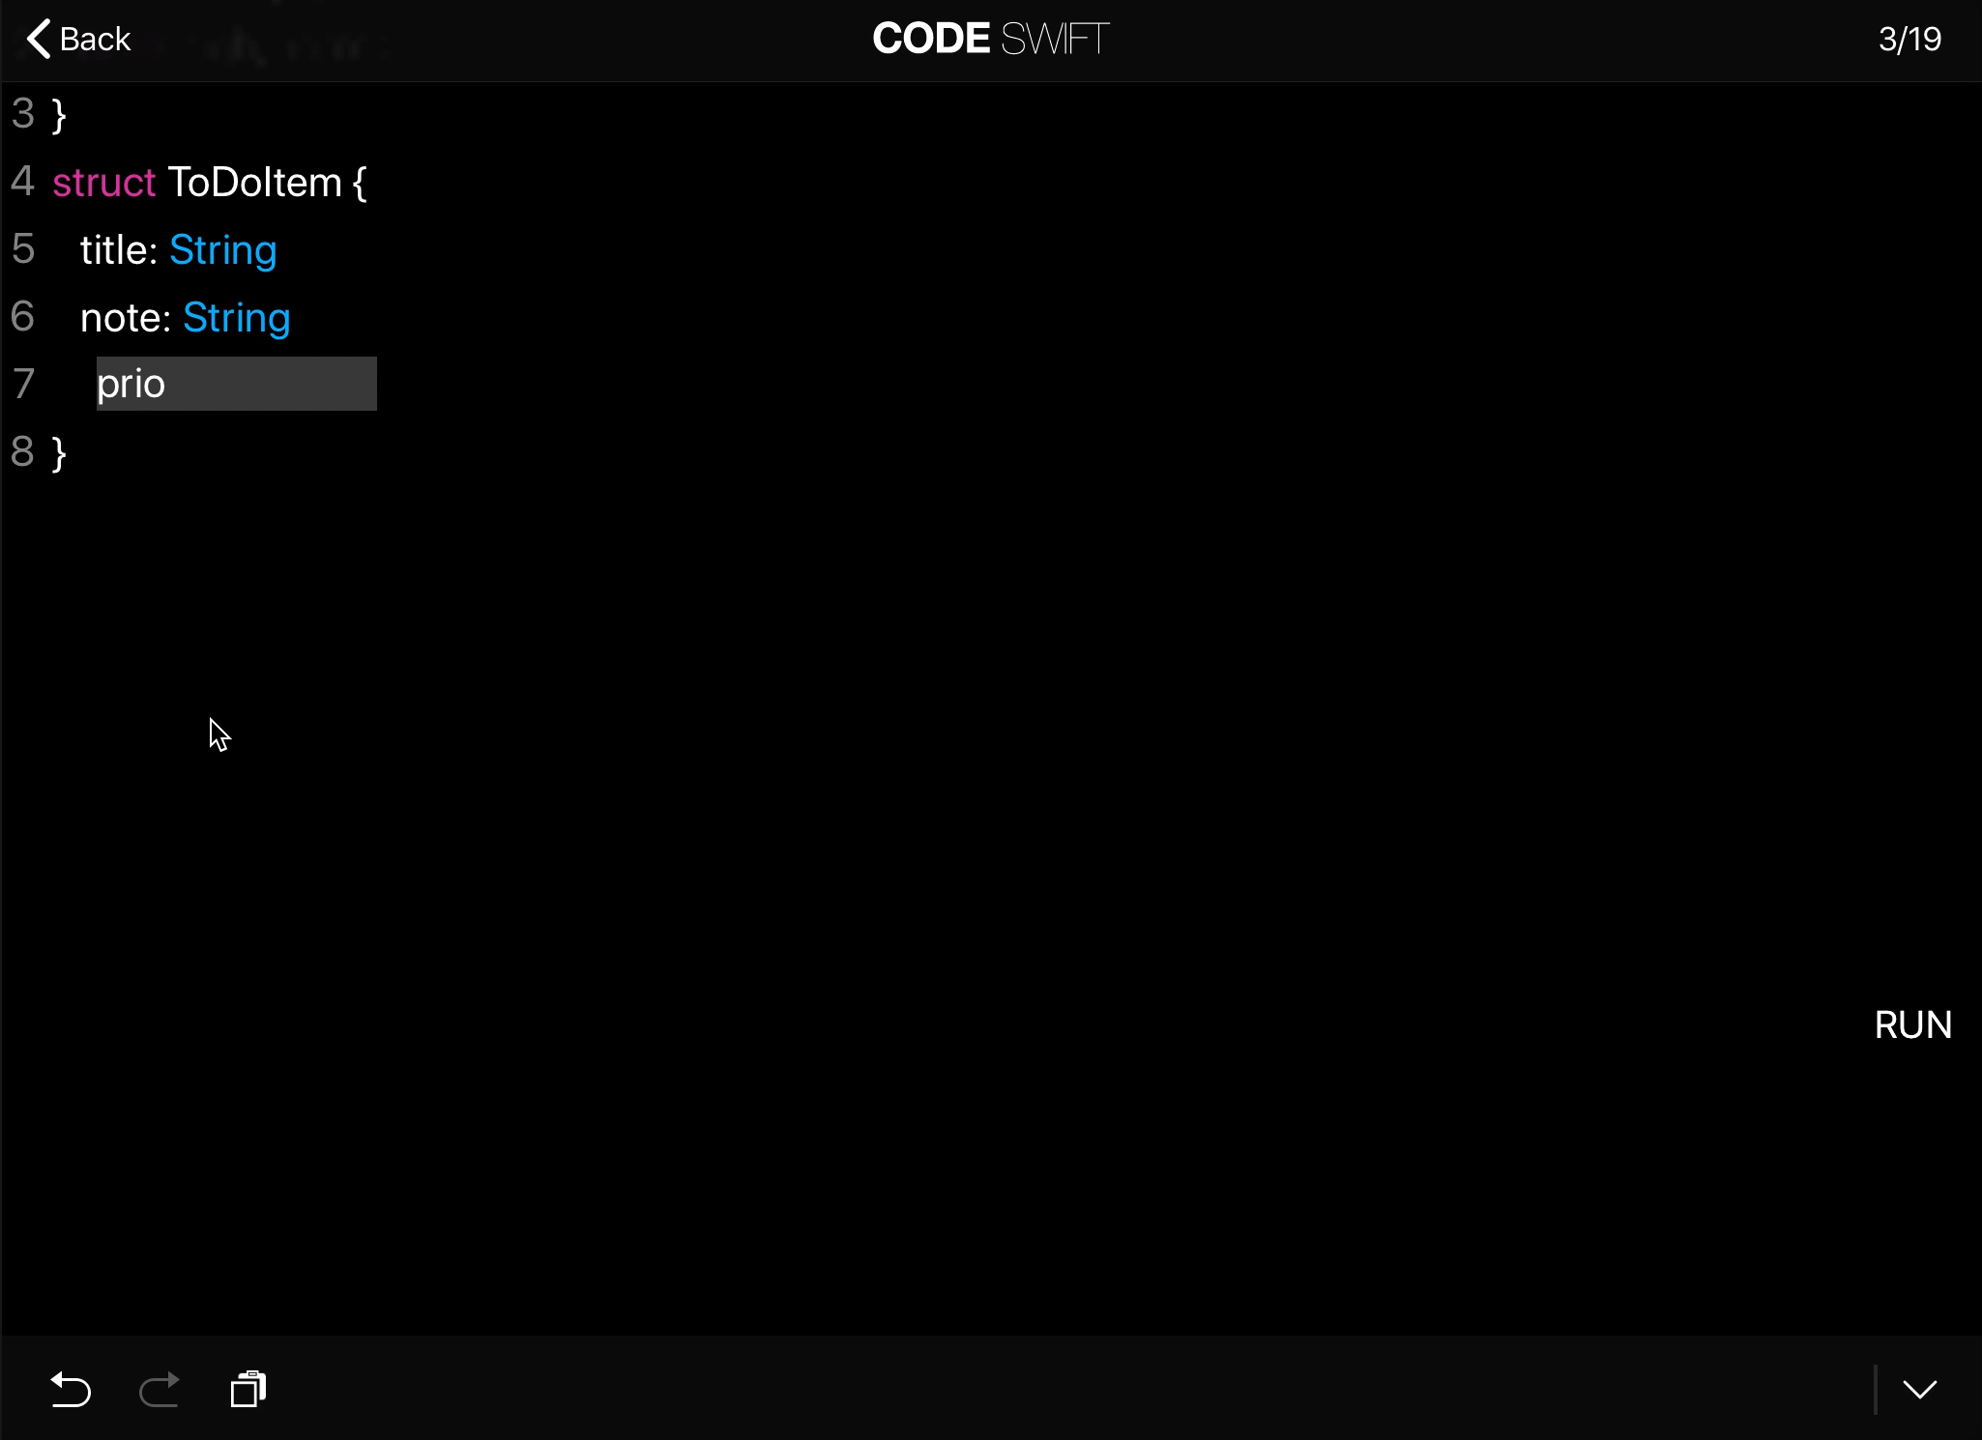 Back
CODE SWIFT
3/19
3 }
4 struct ToDoItem {
5 title: String
6 note: String
7 prio
8 }
RUN